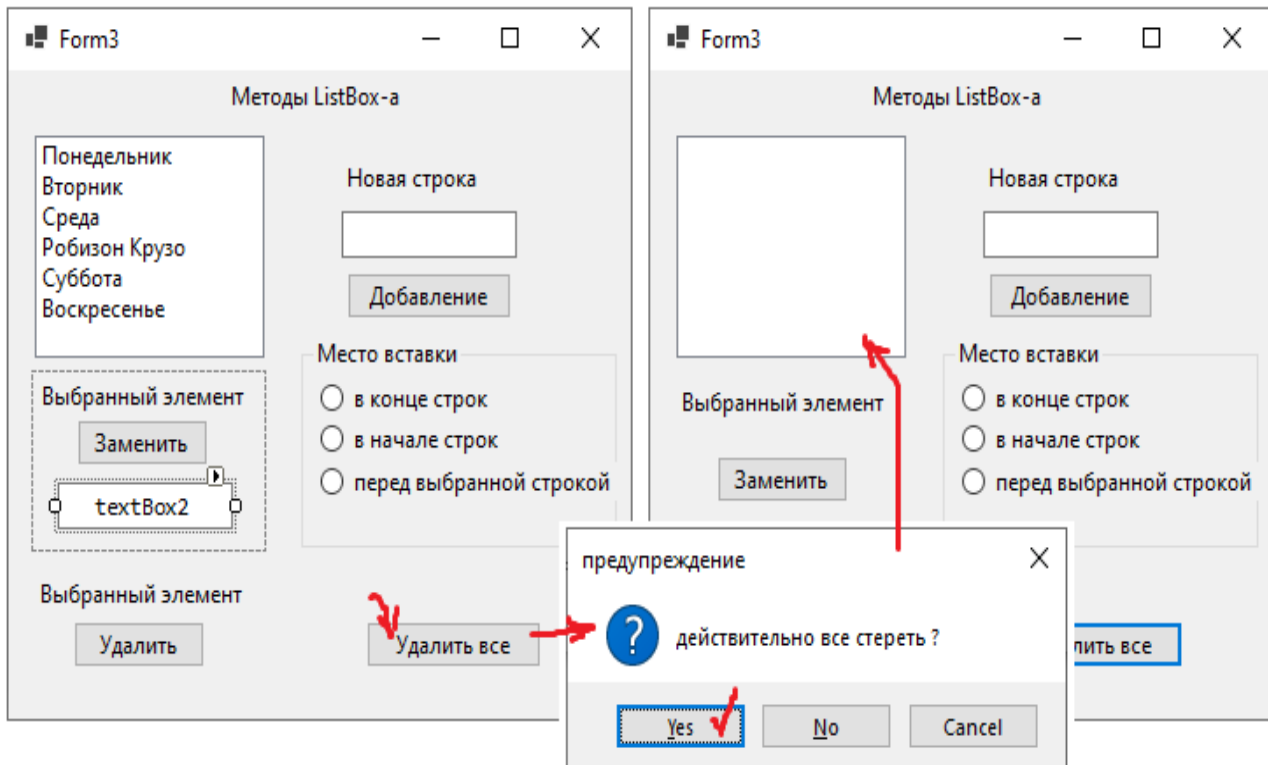 Form3
Методы ListBox-а
Понедельник
Вторник
Среда
Робизон Крузо
Суббота
Воскресенье
Новая строка
Добавление
Место вставки
в конце строк
в начале строк
перед выбранной строкой
Выбранный элемент
Заменить
textBox2
Выбранный элемент
Удалить
Удалить все
Form3
Методы ListBox-а
Новая строка
Добавление
Место вставки
в конце строк
в начале строк
перед выбранной строкой
Выбранный элемент
Заменить
лить все
предупреждение
действительно все стереть ?
Yes
No
Cancel